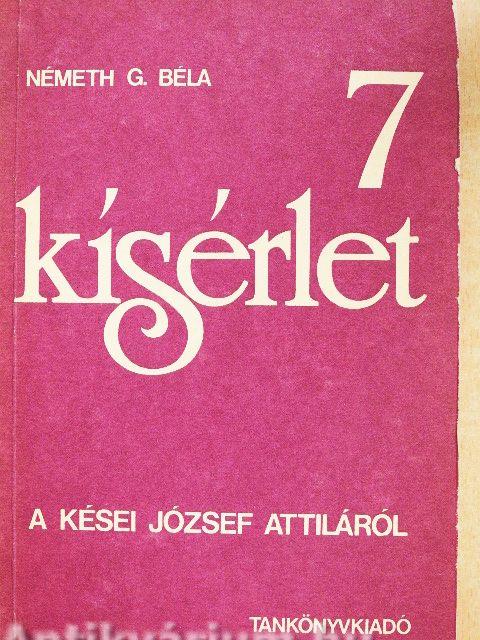 NÉMETH G. BÉLA
7
kísérlet
A KÉSEI JÓZSEF ATTILÁRÓL
TANKÖNYVKIADÓ